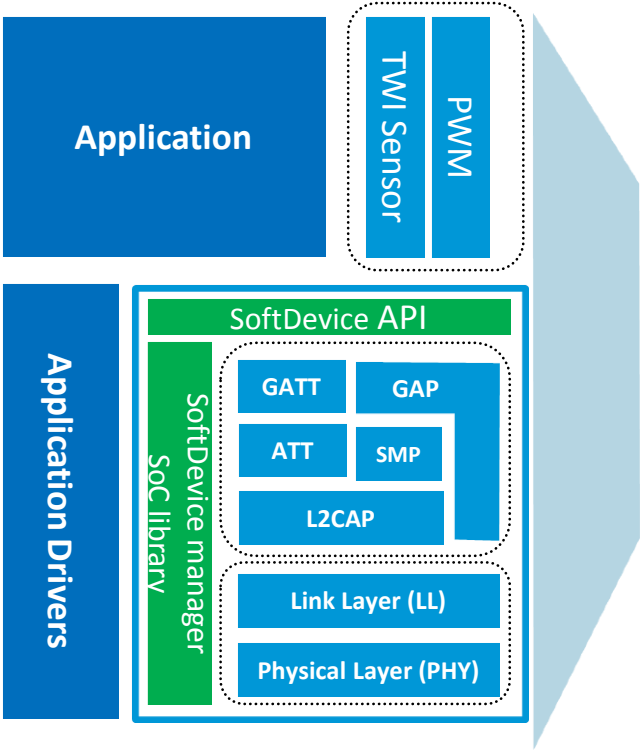 Application
TWI Sensor
PWM
Application Drivers
SoftDevice API
SoftDevice manager
SoC library
GATT
GAP
ATT
SMP
L2CAP
Link Layer (LL)
Physical Layer (PHY)